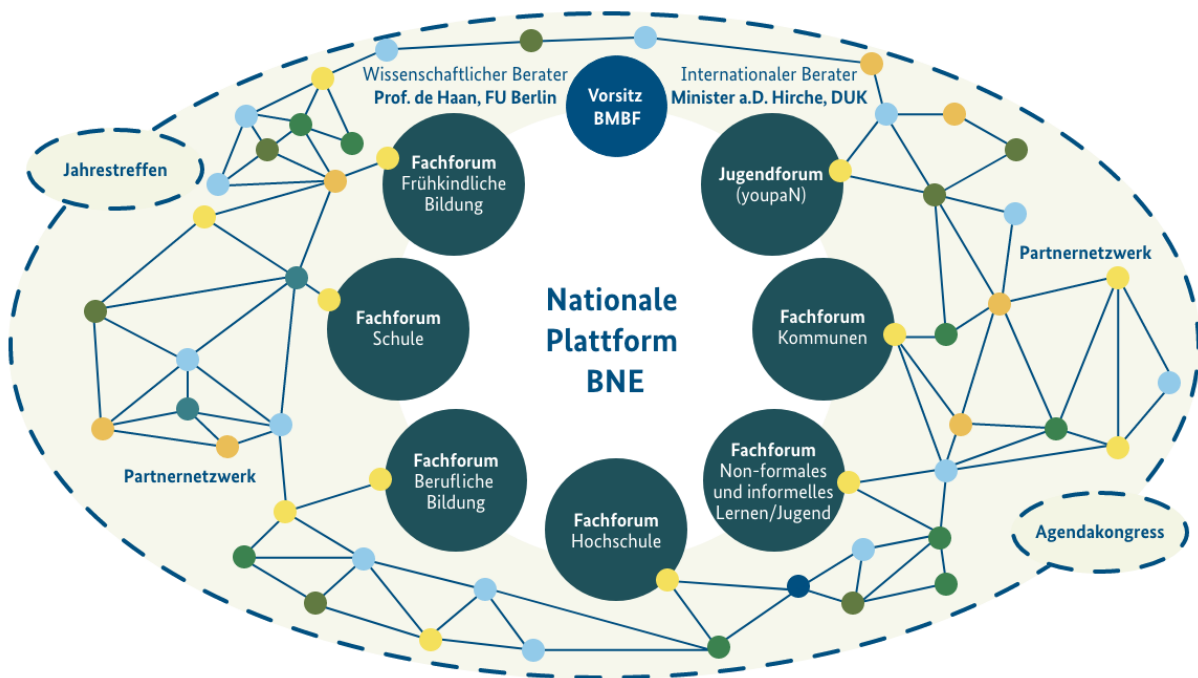 Wissenschaftlicher Berater
Prof. de Haan, FU Berlin
Vorsitz
BMBF
Internationaler Berater
Minister a.D. Hirche, DUK
Jahrestreffen
Fachforum
Frühkindliche
Bildung
Jugendforum
(youpaN)
Partnernetzwerk
Fachforum
Schule
Nationale
Plattform
BNE
Fachforum
Kommunen
Partnernetzwerk
Fachforum
Berufliche
Bildung
Fachforum
Hochschule
Fachforum
Non-formales
und informelles
Lernen/Jugend
Agendakongress